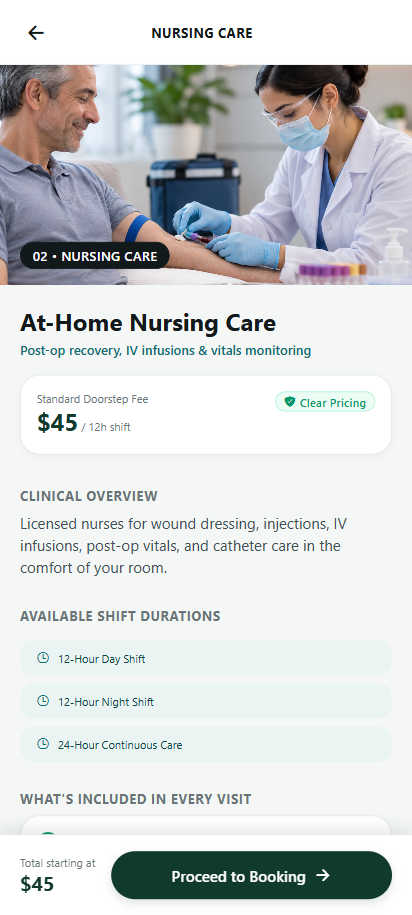 NURSING CARE
02 • NURSING CARE
At-Home Nursing Care
Post-op recovery, IV infusions & vitals monitoring
Standard Doorstep Fee
Clear Pricing
$45 / 12h shift
CLINICAL OVERVIEW
Licensed nurses for wound dressing, injections, IV
infusions, post-op vitals, and catheter care in the
comfort of your room.
AVAILABLE SHIFT DURATIONS
12-Hour Day Shift
12-Hour Night Shift
24-Hour Continuous Care
WHAT'S INCLUDED IN EVERY VISIT
Total starting at
$45
Proceed to Booking